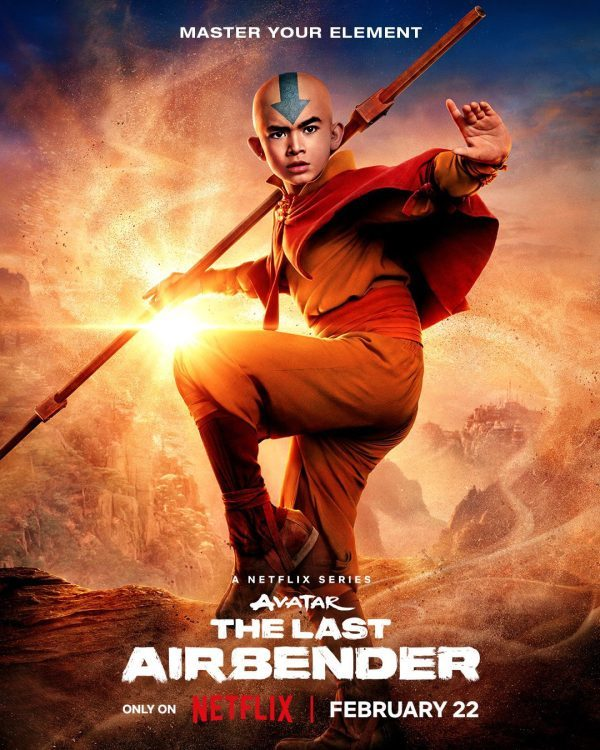 MASTER YOUR ELEMENT
A NETFLIX SERIES
AVATAR
THE LAST
AIRBENDER
ONLY ON NETFLIX | FEBRUARY 22